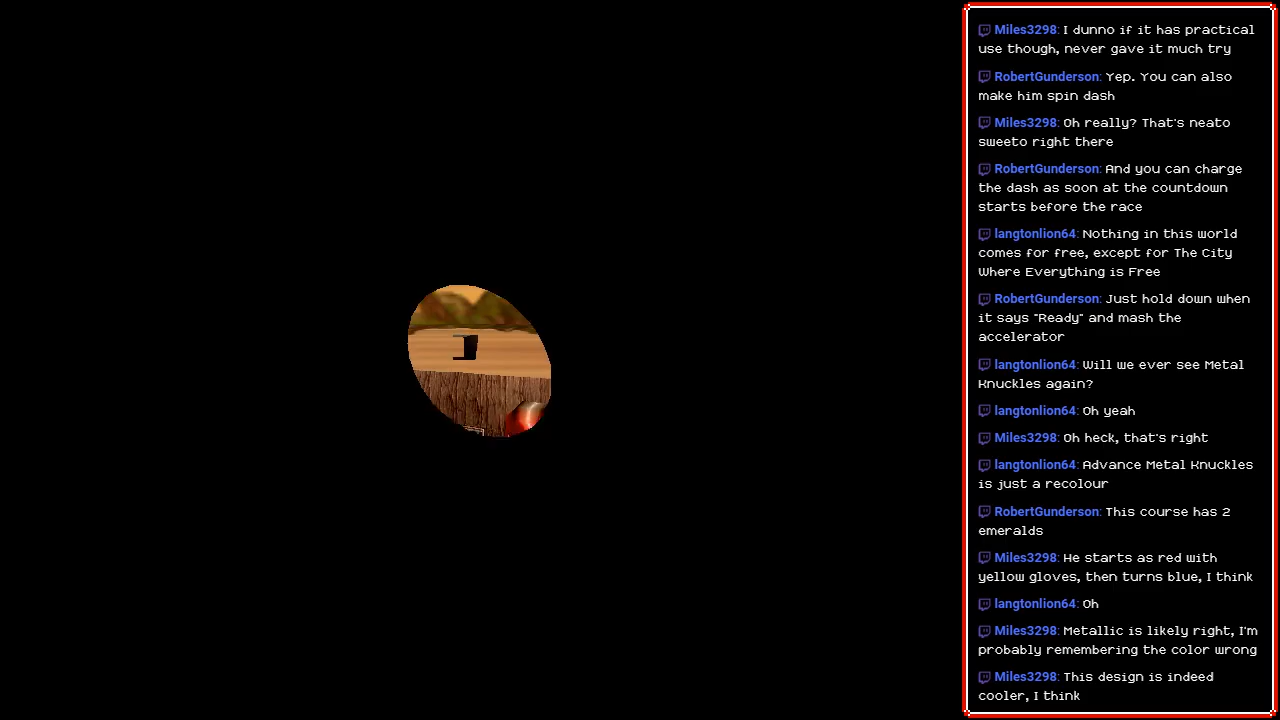 Miles3298: I dunno if it has practical
use though, never gave it much try
RobertGunderson: Yep. You can also
make him spin dash
Miles3298: Oh really? That's neato
sweeto right there
RobertGunderson: And you can charge
the dash as soon at the countdown
starts before the race
langtonlion64: Nothing in this world
comes for free, except for The City
Where Everything is Free
RobertGunderson: Just hold down when
it says "Ready" and mash the
accelerator
langtonlion64: Will we ever see Metal
Knuckles again?
langtonlion64: Oh yeah
Miles3298: Oh heck, that's right
langtonlion64: Advance Metal Knuckles
is just a recolour
RobertGunderson: This course has 2
emeralds
Miles3298: He starts as red with
yellow gloves, then turns blue, I think
langtonlion64: Oh
Miles3298: Metallic is likely right, I'm
probably remembering the color wrong
Miles3298: This design is indeed
cooler, I think